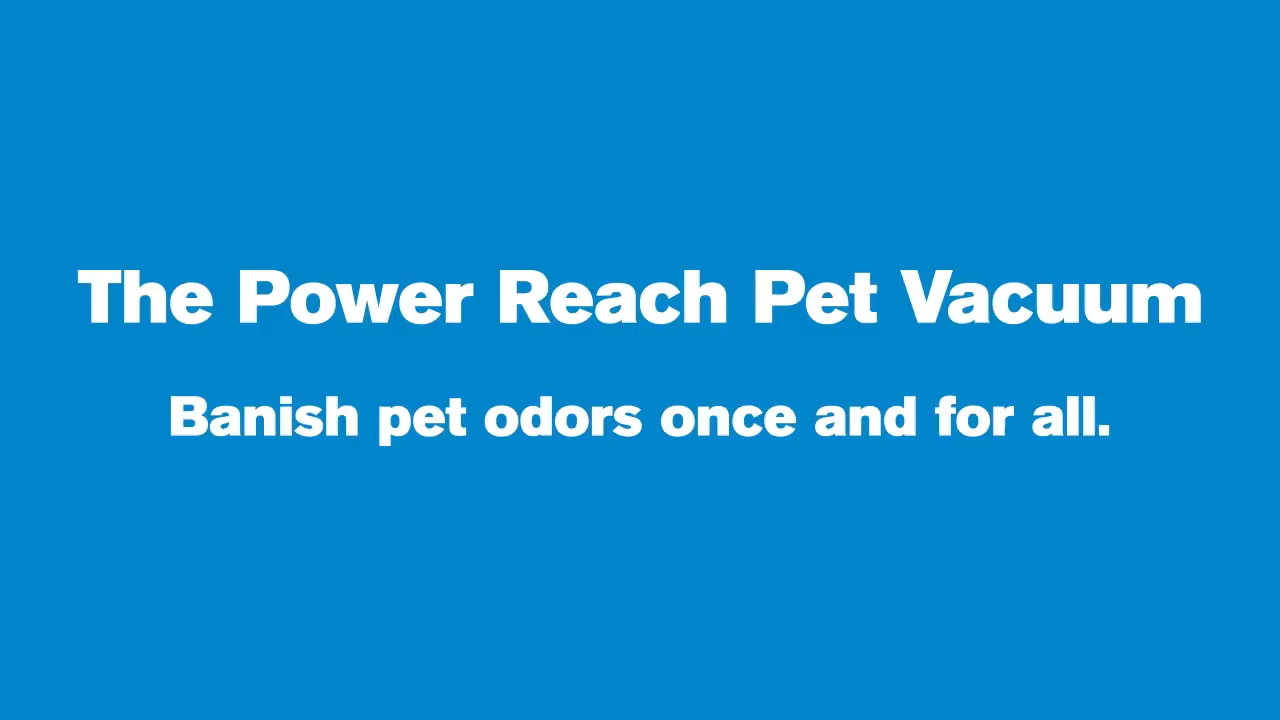 The Power Reach Pet Vacuum
Banish pet odors once and for all.